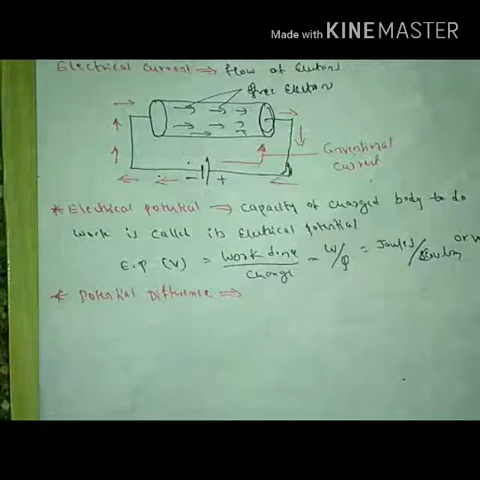 Made with KINEMASTER
Electrical current ⇒ flow of electrons
free electron
Conventional
current
- +
* Electrical potential ⇒ capacity of charged body to do
work is called its electrical potential
E.P (V) = work done / charge = W/Q = Joules/coulomb or
* Potential Difference ⇒